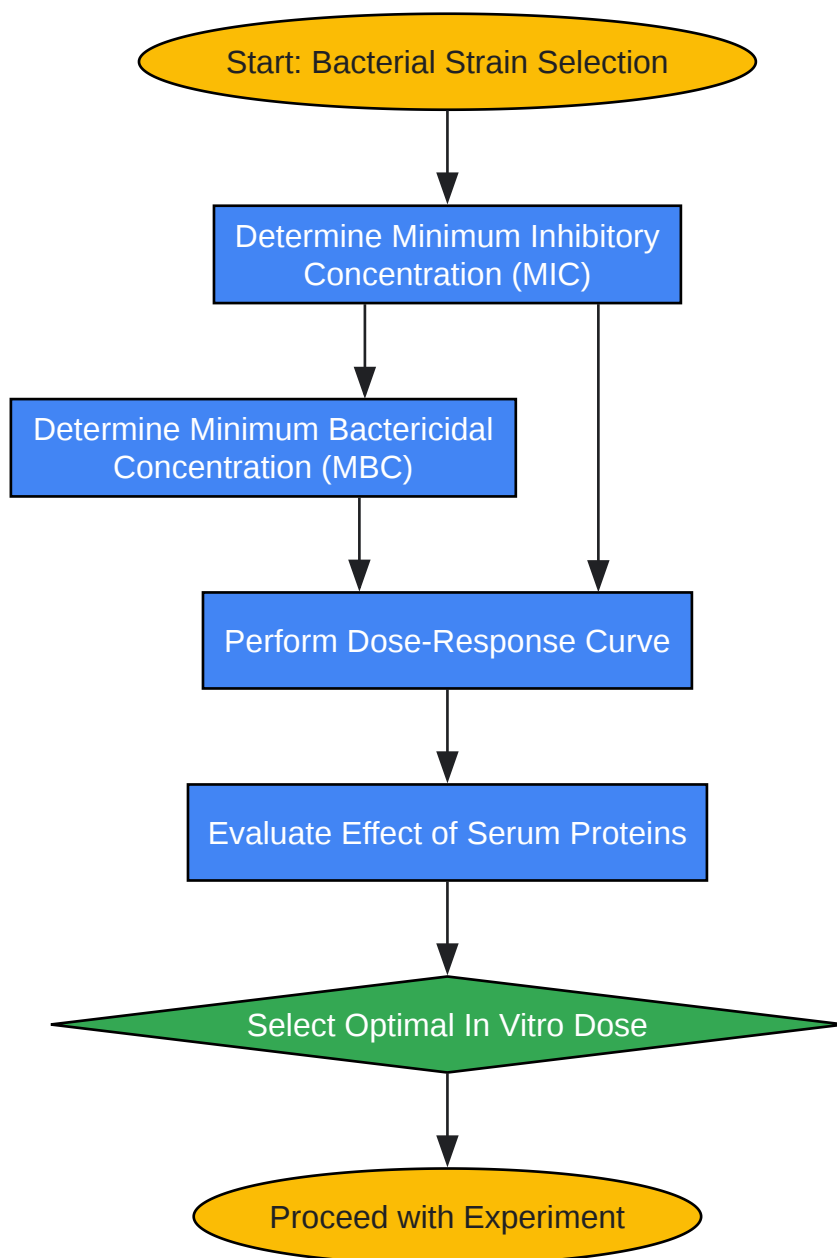 Start: Bacterial Strain Selection
Determine Minimum Inhibitory
Concentration (MIC)
Determine Minimum Bactericidal
Concentration (MBC)
Perform Dose-Response Curve
Evaluate Effect of Serum Proteins
Select Optimal In Vitro Dose
Proceed with Experiment